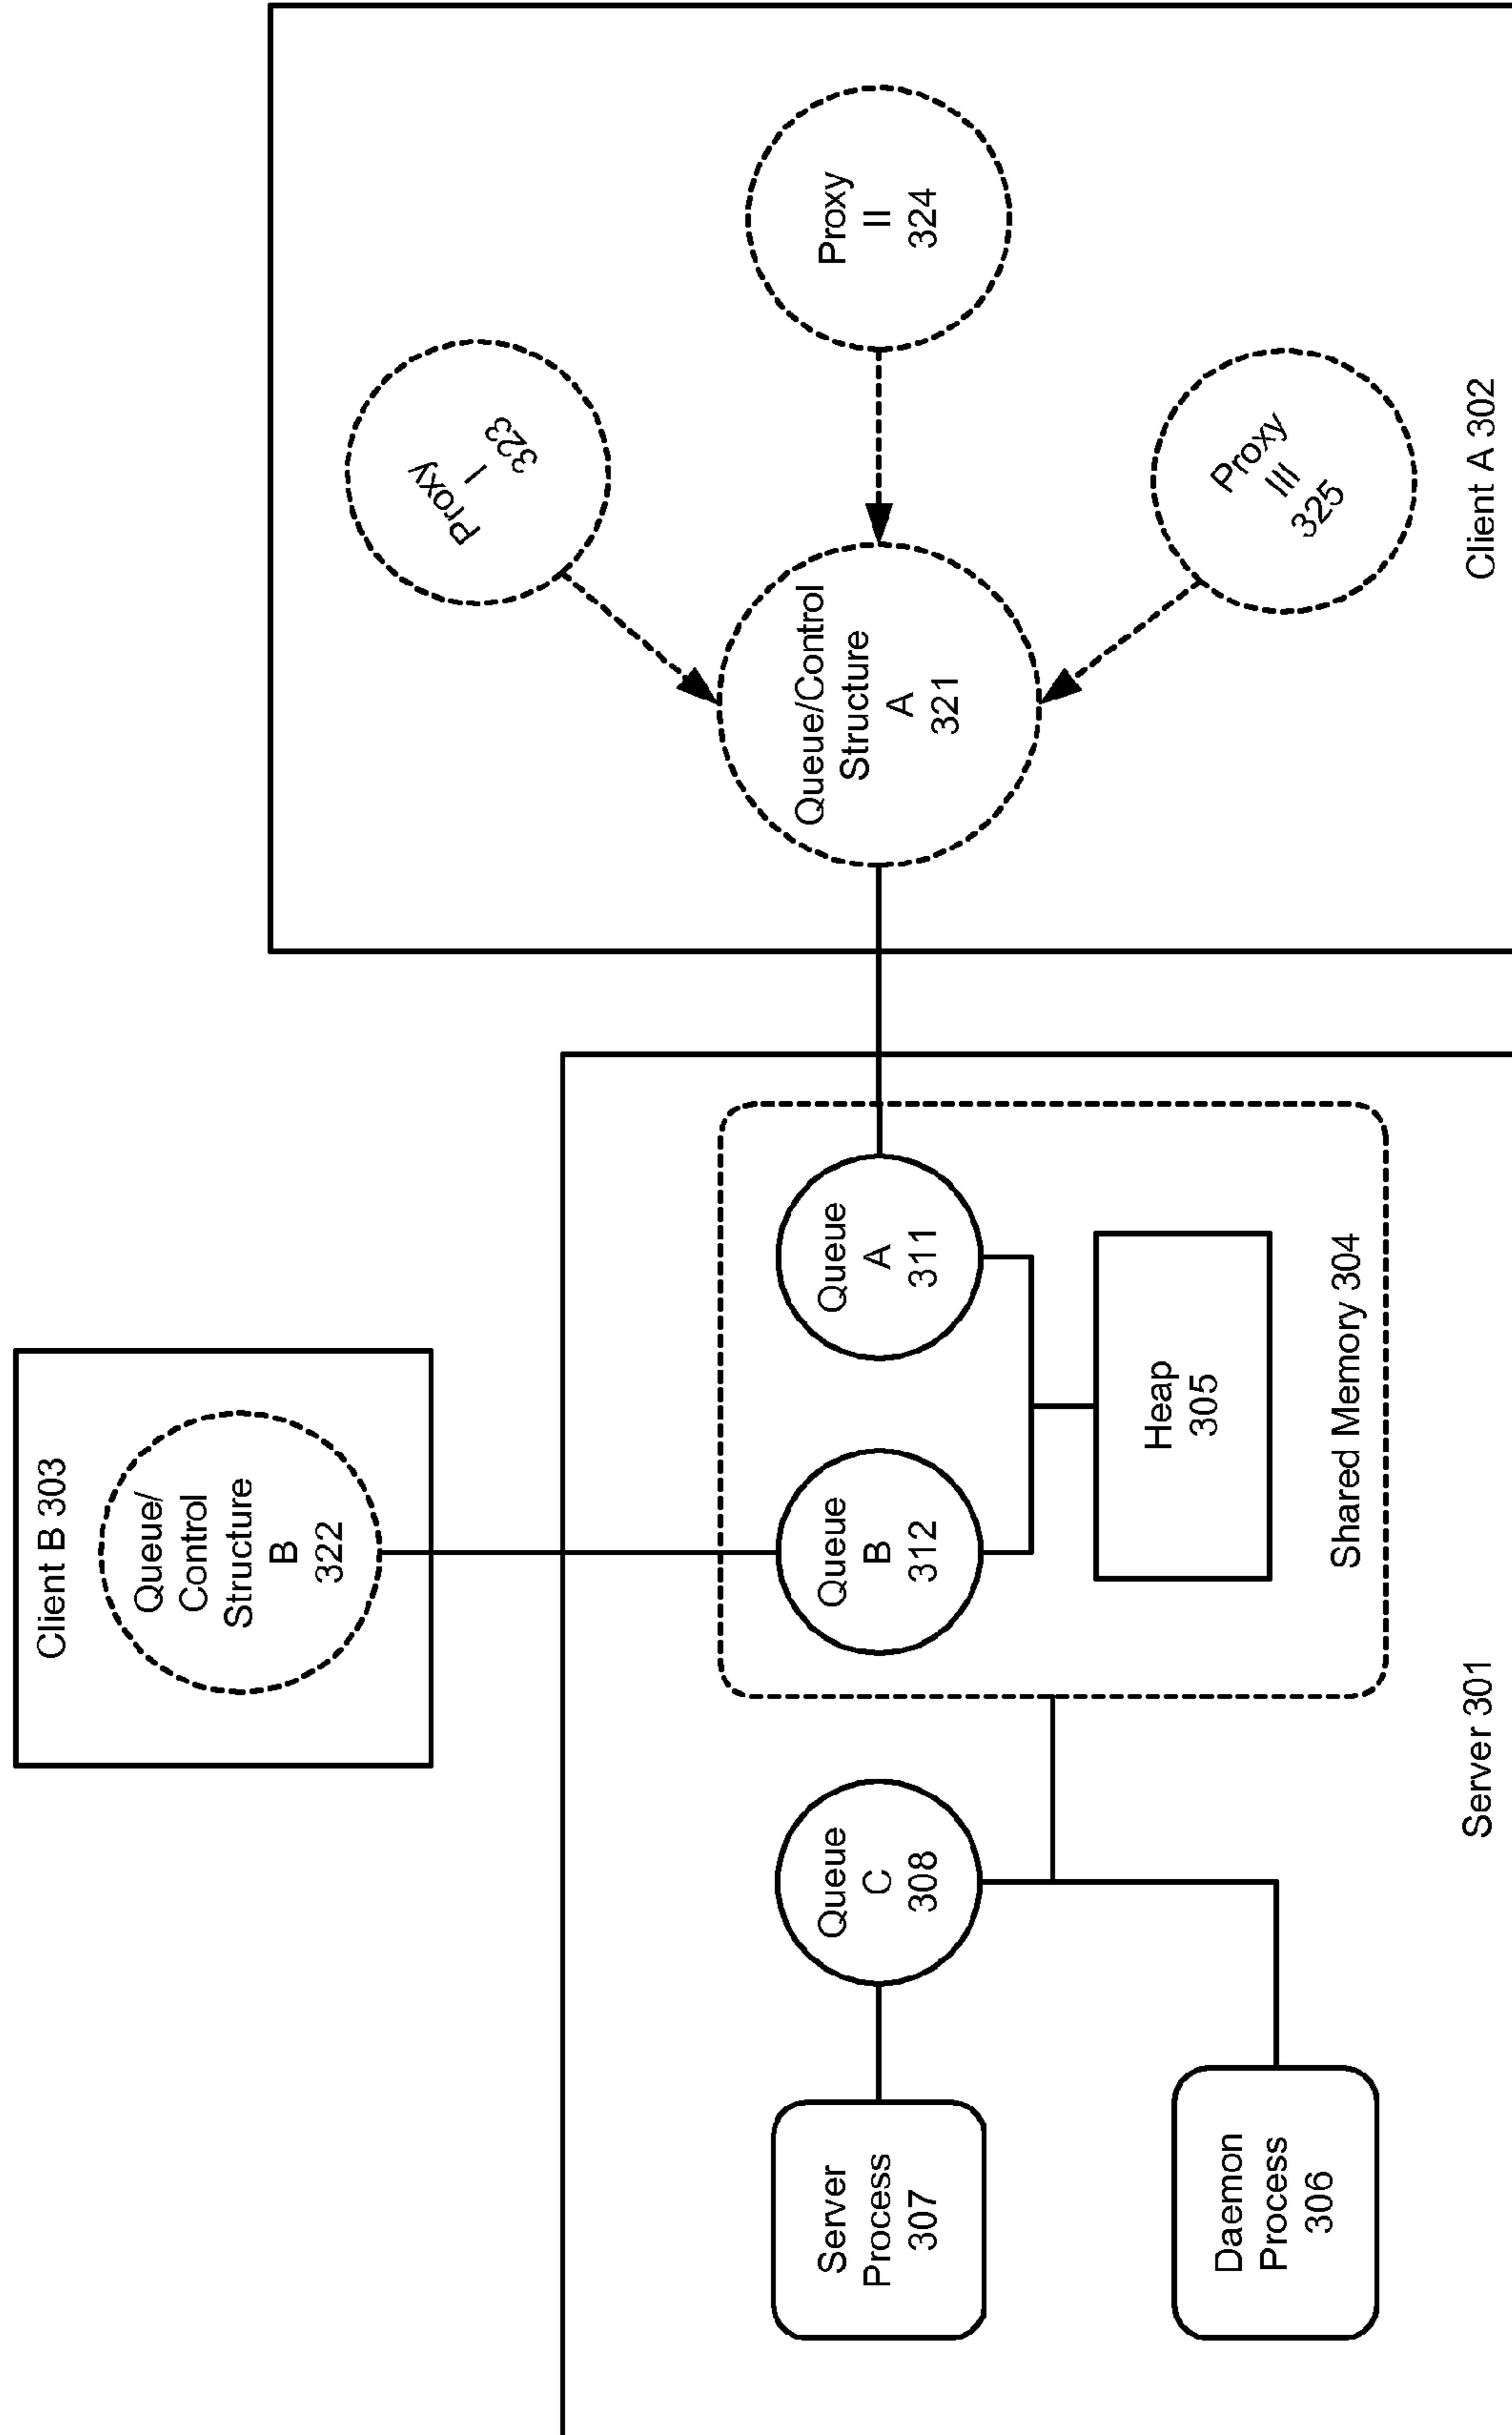 Client B 303
Queue/
Control
Structure
B
322
Server
Process
307
Queue
C
308
Queue
B
312
Queue
A
311
Heap
305
Shared Memory 304
Daemon
Process
306
Server 301
Queue/Control
Structure
A
321
Proxy
I
323
Proxy
II
324
Proxy
III
325
Client A 302